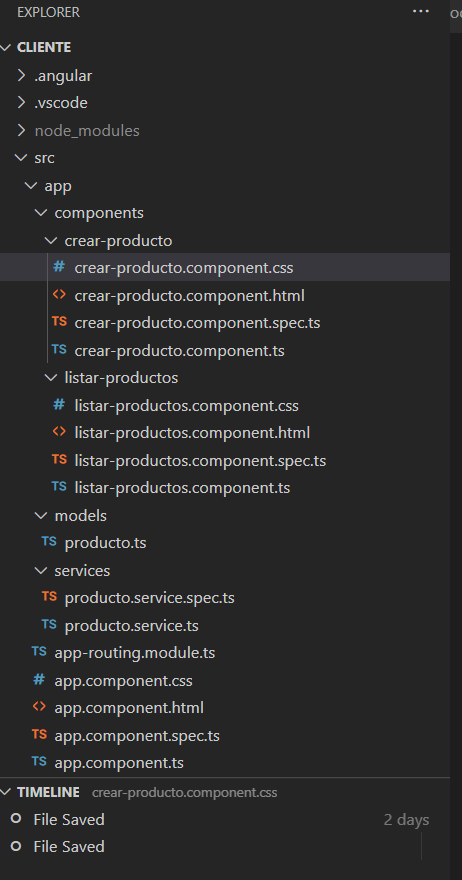 EXPLORER ...
CLIENTE
.angular
.vscode
node_modules
src
app
components
crear-producto
# crear-producto.component.css
<> crear-producto.component.html
TS crear-producto.component.spec.ts
TS crear-producto.component.ts
listar-productos
# listar-productos.component.css
<> listar-productos.component.html
TS listar-productos.component.spec.ts
TS listar-productos.component.ts
models
TS producto.ts
services
TS producto.service.spec.ts
TS producto.service.ts
TS app-routing.module.ts
# app.component.css
<> app.component.html
TS app.component.spec.ts
TS app.component.ts
TIMELINE crear-producto.component.css
File Saved 2 days
File Saved